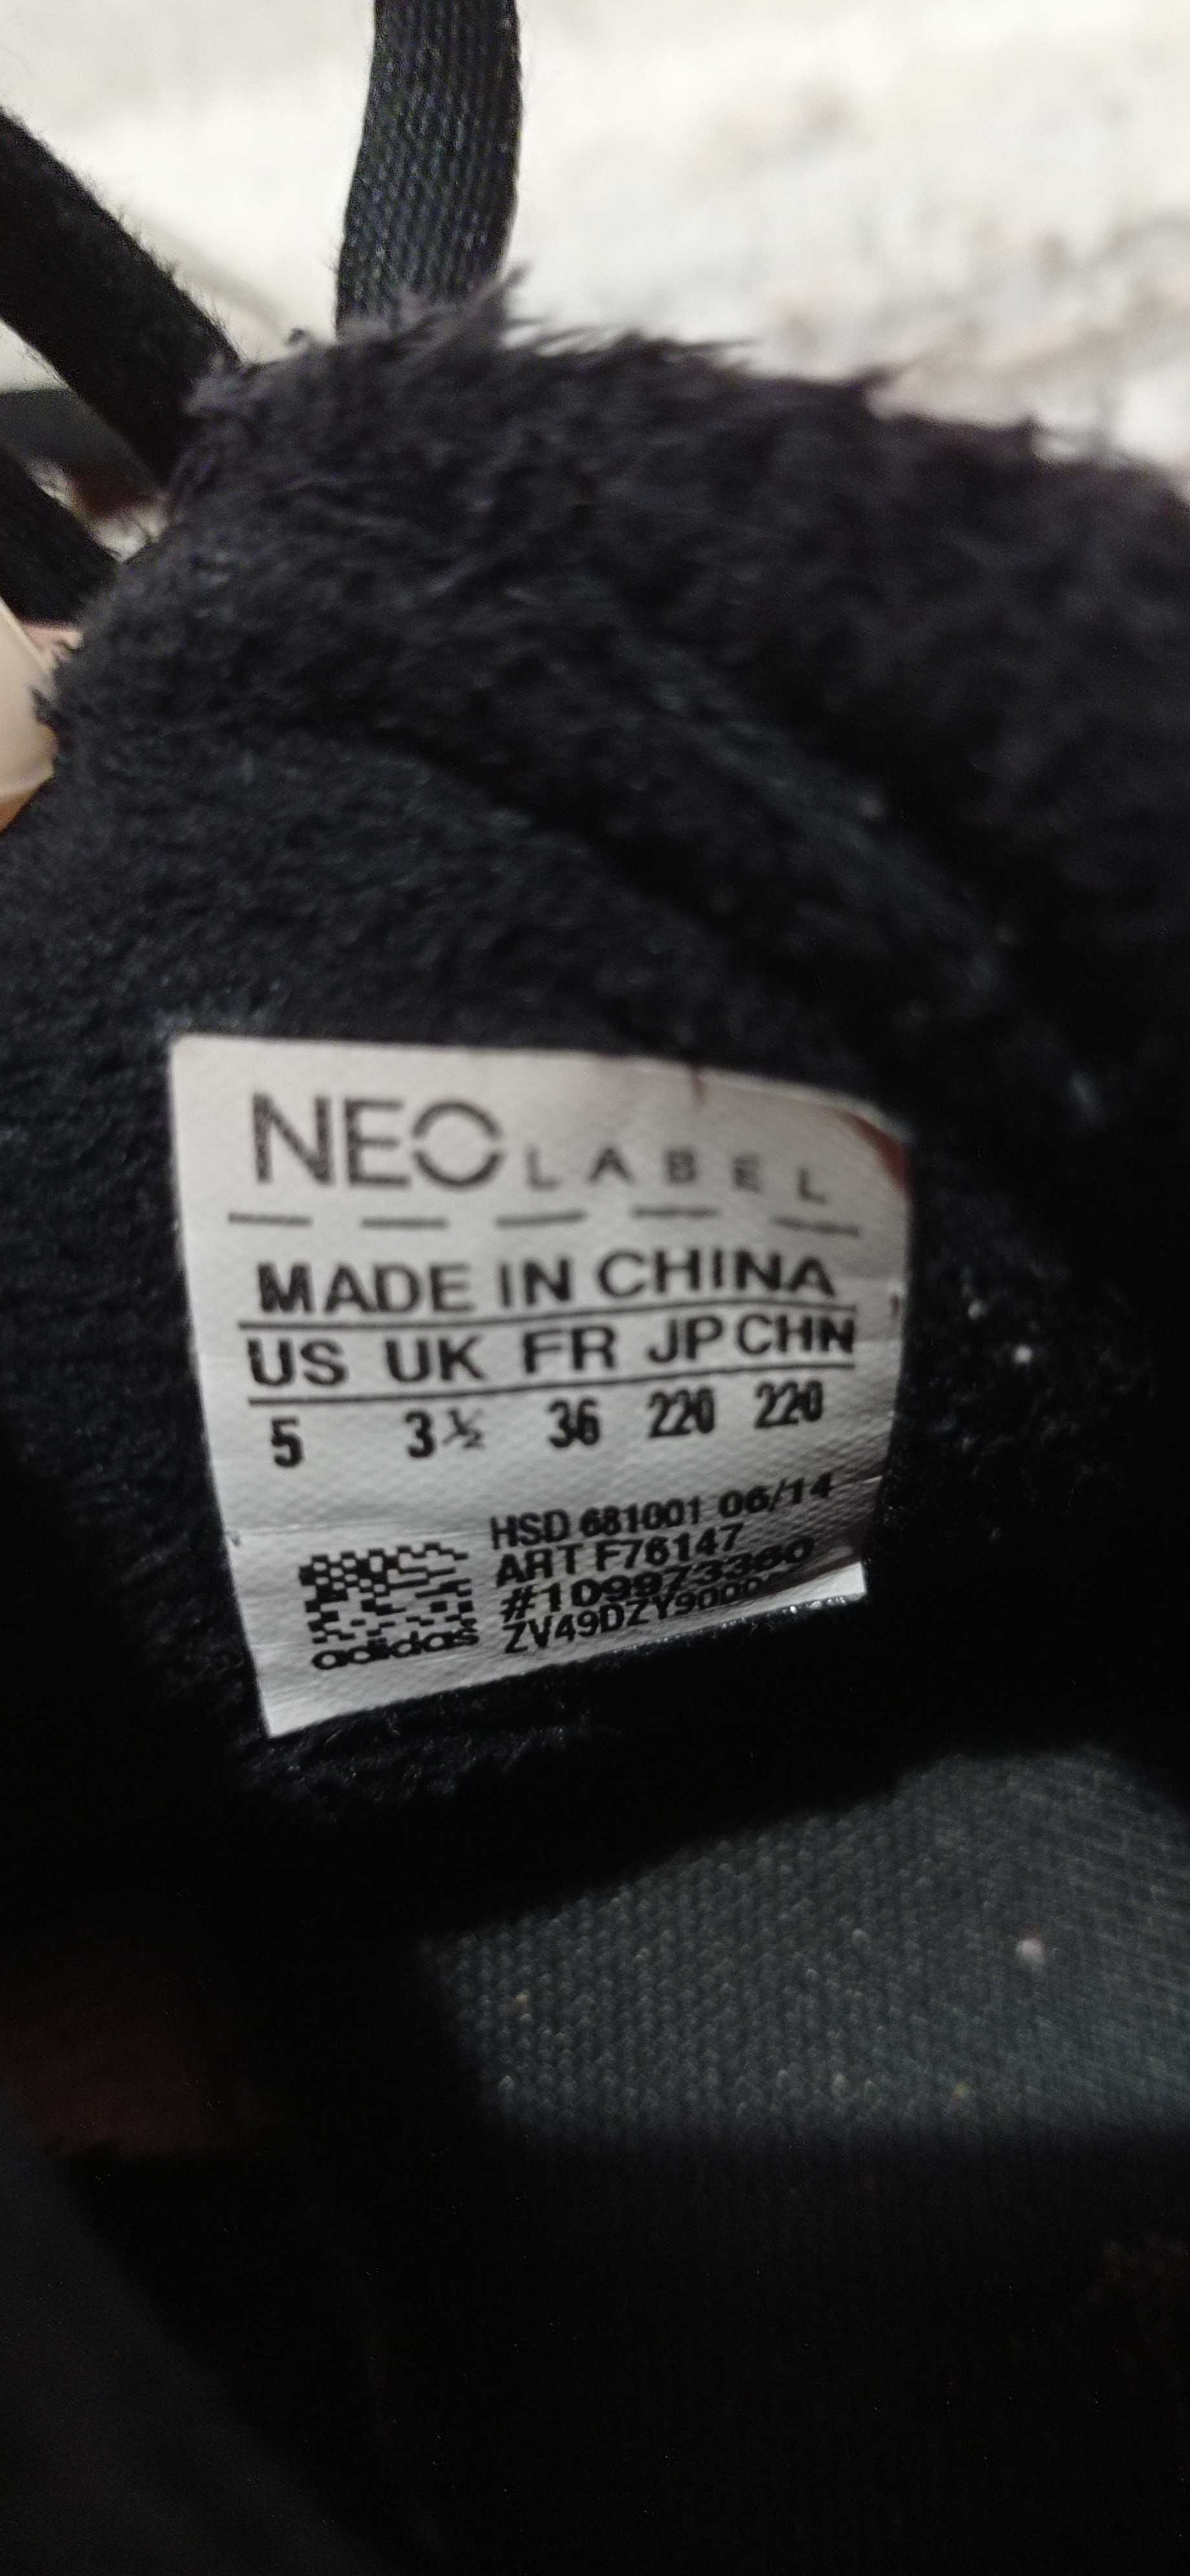 NEO LABEL
MADE IN CHINA
US UK FR JP CHN
5 3½ 36 220 220
HSD 681001 06/14
ART F76147
adidas